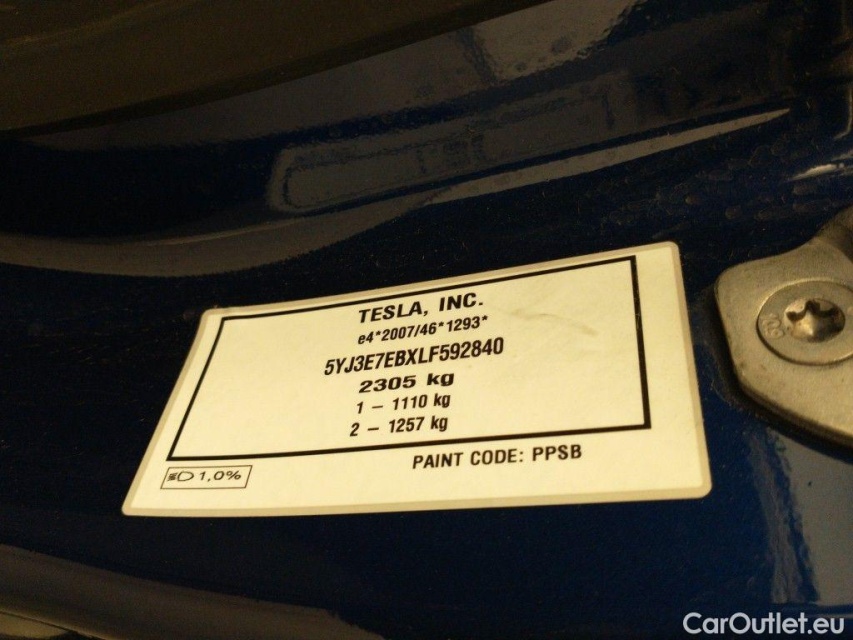 TESLA, INC.
e4*2007/46*1293*
5YJ3E7EBXLF592840
2305 kg
1 – 1110 kg
2 – 1257 kg
PAINT CODE: PPSB
1,0%
CarOutlet.eu